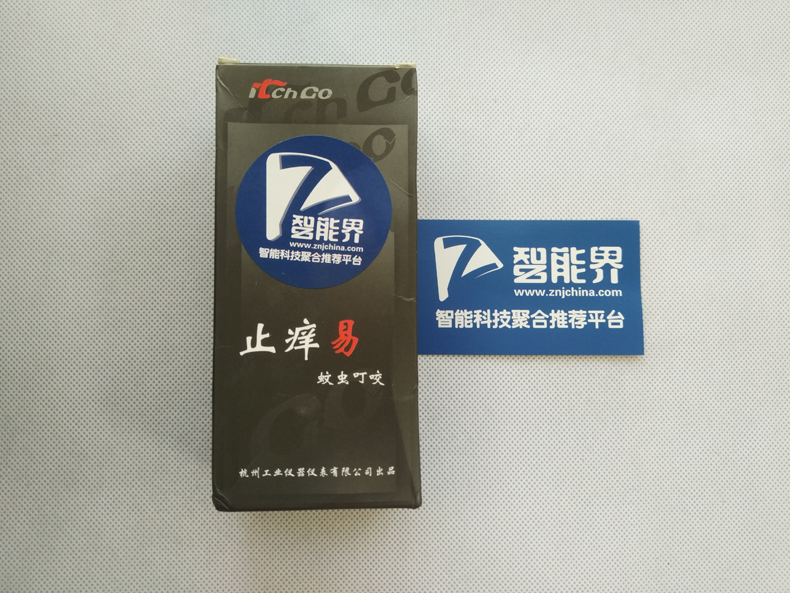 ItchGo
智能界
www.znjchina.com
智能科技聚合推荐平台
止痒易
蚊虫叮咬
杭州工业仪器仪表有限公司出品
智能界
www.znjchina.com
智能科技聚合推荐平台